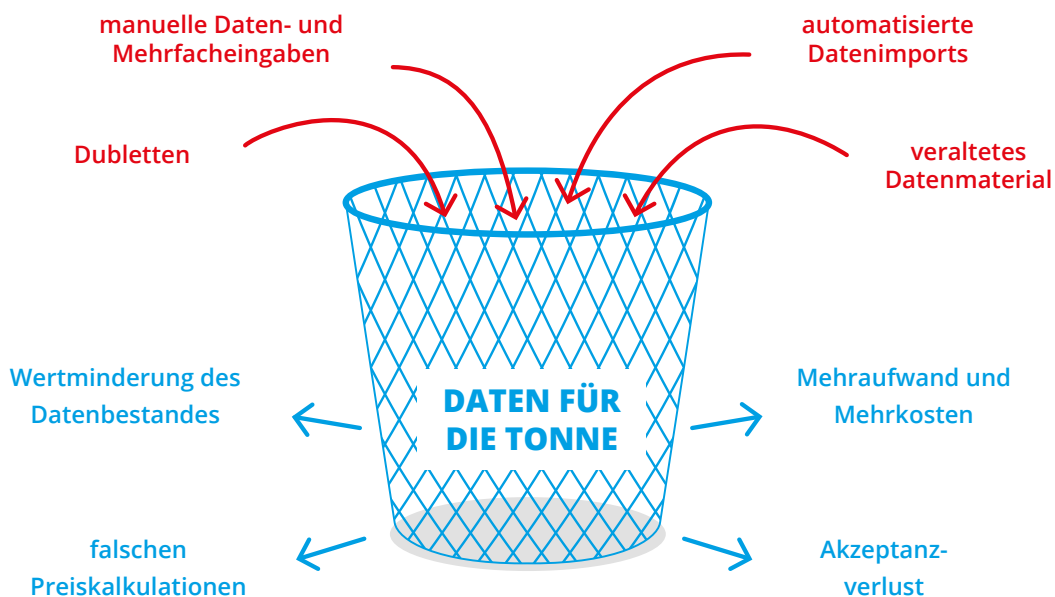 manuelle Daten- und
Mehrfacheingaben
automatisierte
Datenimports
Dubletten
veraltetes
Datenmaterial
Wertminderung des
Datenbestandes
DATEN FÜR
DIE TONNE
Mehraufwand und
Mehrkosten
falschen
Preiskalkulationen
Akzeptanz-
verlust